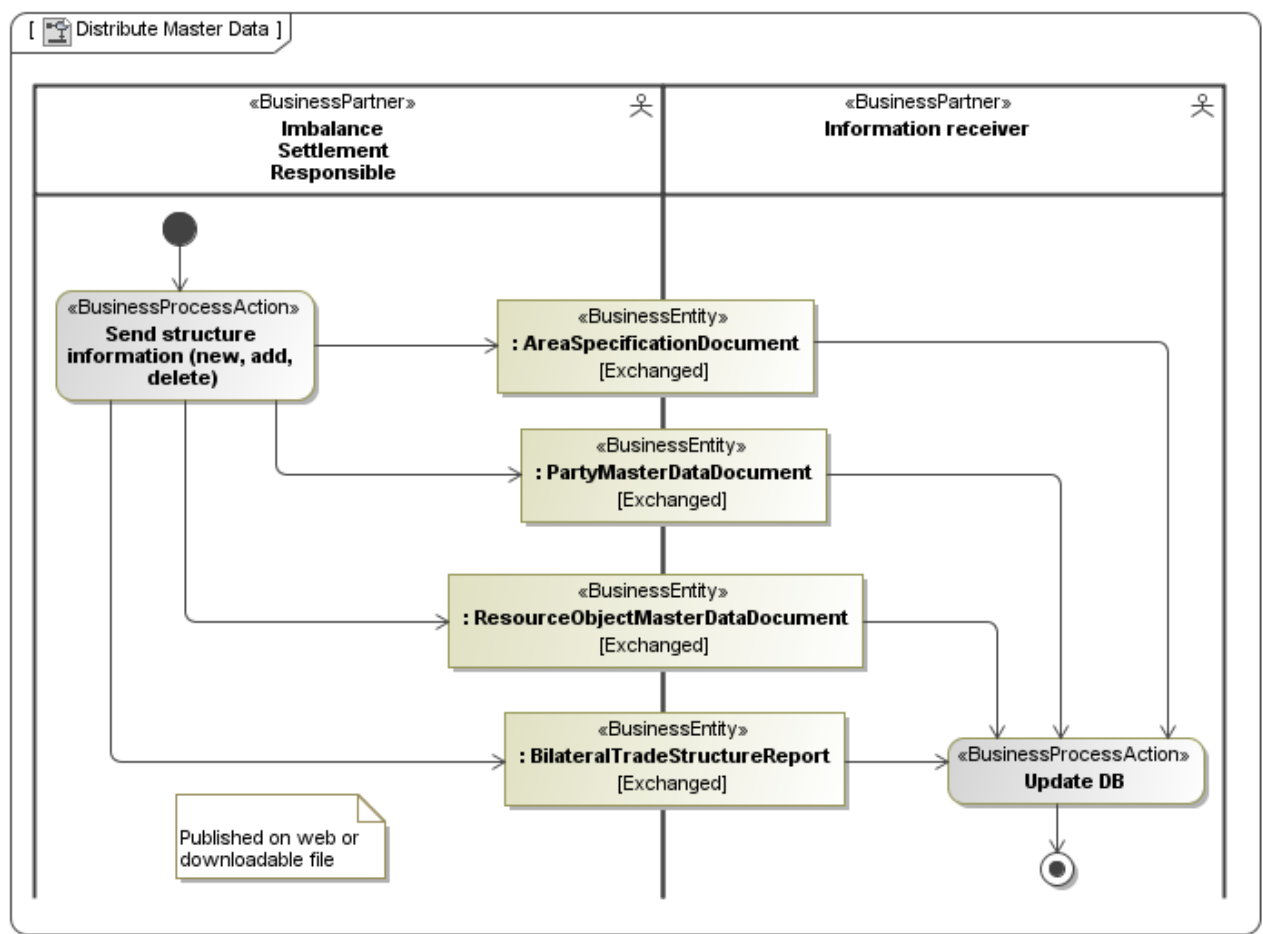 [ Distribute Master Data ]
«BusinessPartner»
Imbalance
Settlement
Responsible
«BusinessPartner»
Information receiver
«BusinessProcessAction»
Send structure
information (new, add,
delete)
«BusinessEntity»
: AreaSpecificationDocument
[Exchanged]
«BusinessEntity»
: PartyMasterDataDocument
[Exchanged]
«BusinessEntity»
: ResourceObjectMasterDataDocument
[Exchanged]
«BusinessEntity»
: BilateralTradeStructureReport
[Exchanged]
«BusinessProcessAction»
Update DB
Published on web or
downloadable file